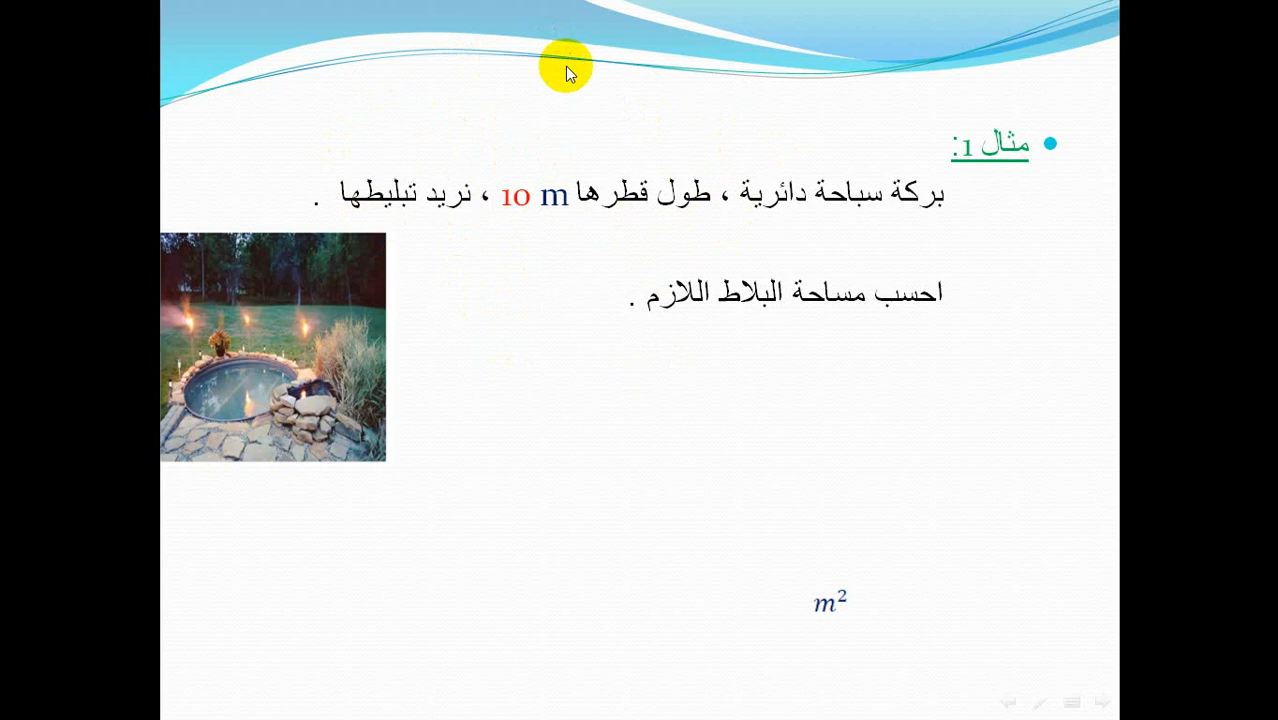 مثال 1:
بركة سباحة دائرية ، طول قطرها 10 m ، نريد تبليطها .
احسب مساحة البلاط اللازم .
m²